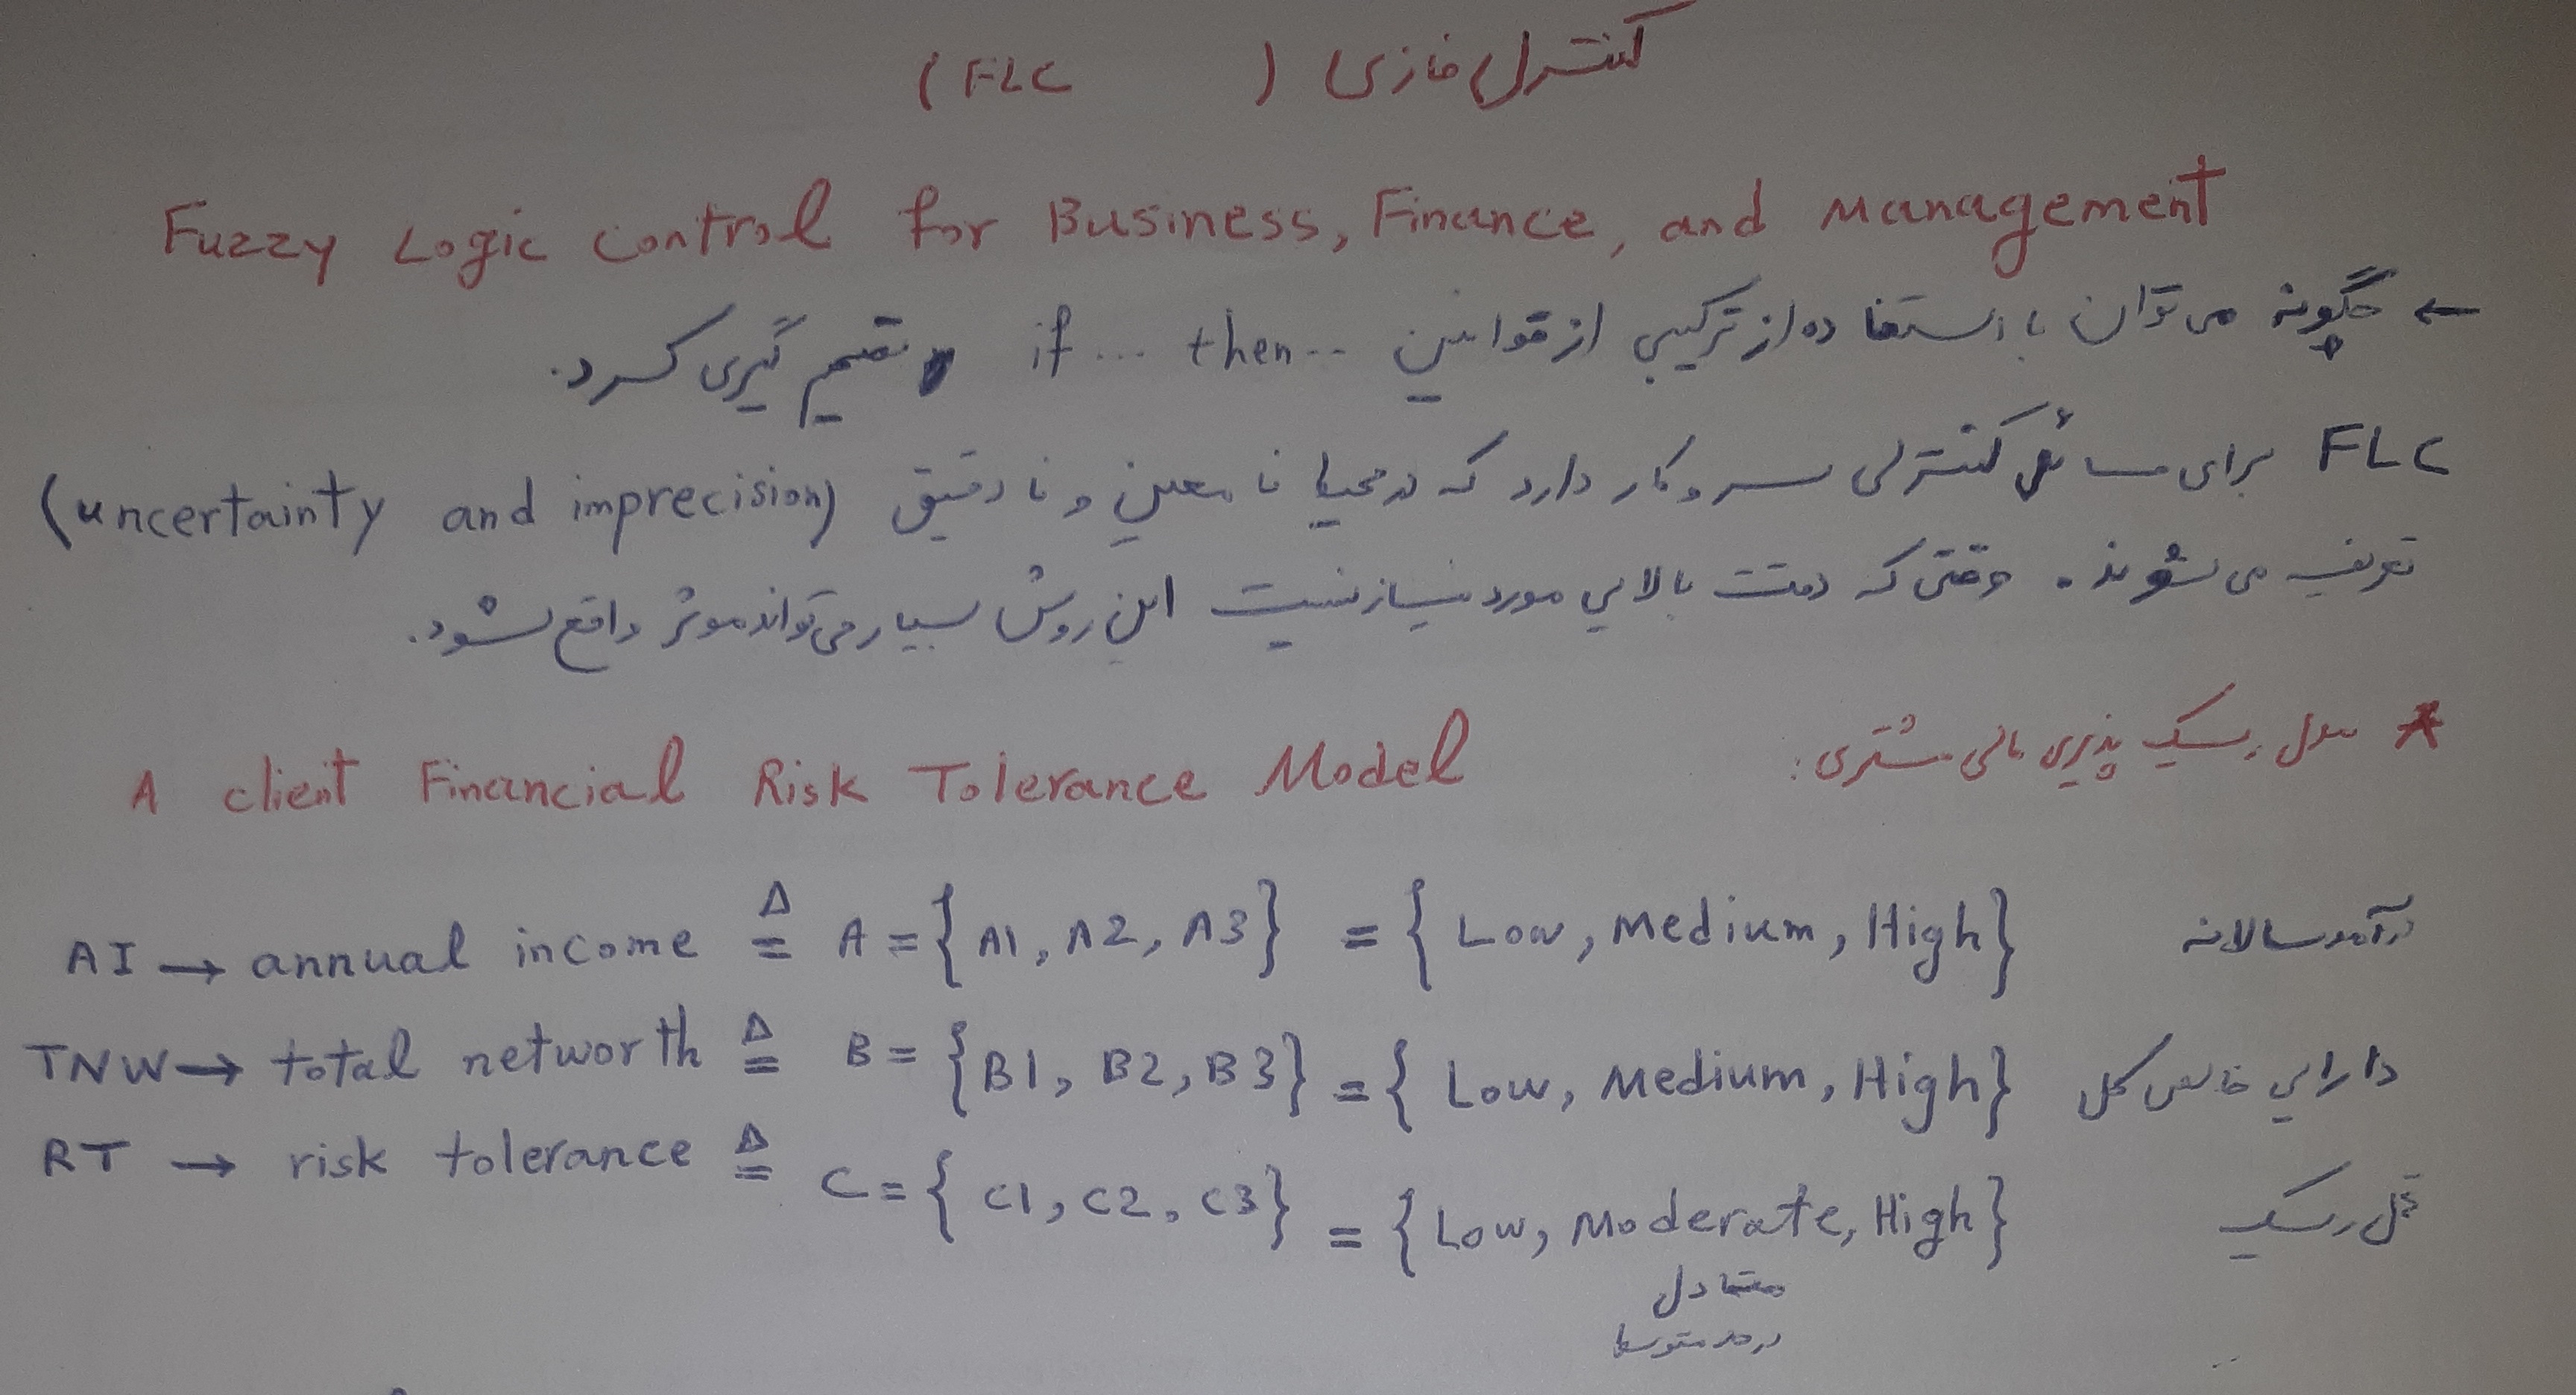 کنترل فازی ( FLC )
Fuzzy Logic Control for Business, Finance, and Management
← چگونه می توان با استفاده از ترکیبی از قوانین if ... then ... تصمیم گیری کرد.
FLC برای مسائل کنترلی سروکار دارد که در محیط نامعین و نادقیق (uncertainty and imprecision)
تعریف می شوند. وقتی که دقت بالایی مورد نیاز نیست این روش بسیار می تواند موثر واقع شود.
* مدل ریسک پذیری مالی مشتری: A client Financial Risk Tolerance Model
AI → annual income ≜ A = {A1, A2, A3} = {Low, Medium, High} درآمد سالانه
TNW → total networth ≜ B = {B1, B2, B3} = {Low, Medium, High} دارایی خالص کل
RT → risk tolerance ≜ C = {C1, C2, C3} = {Low, Moderate, High} تحمل ریسک
متعادل
در حد متوسط